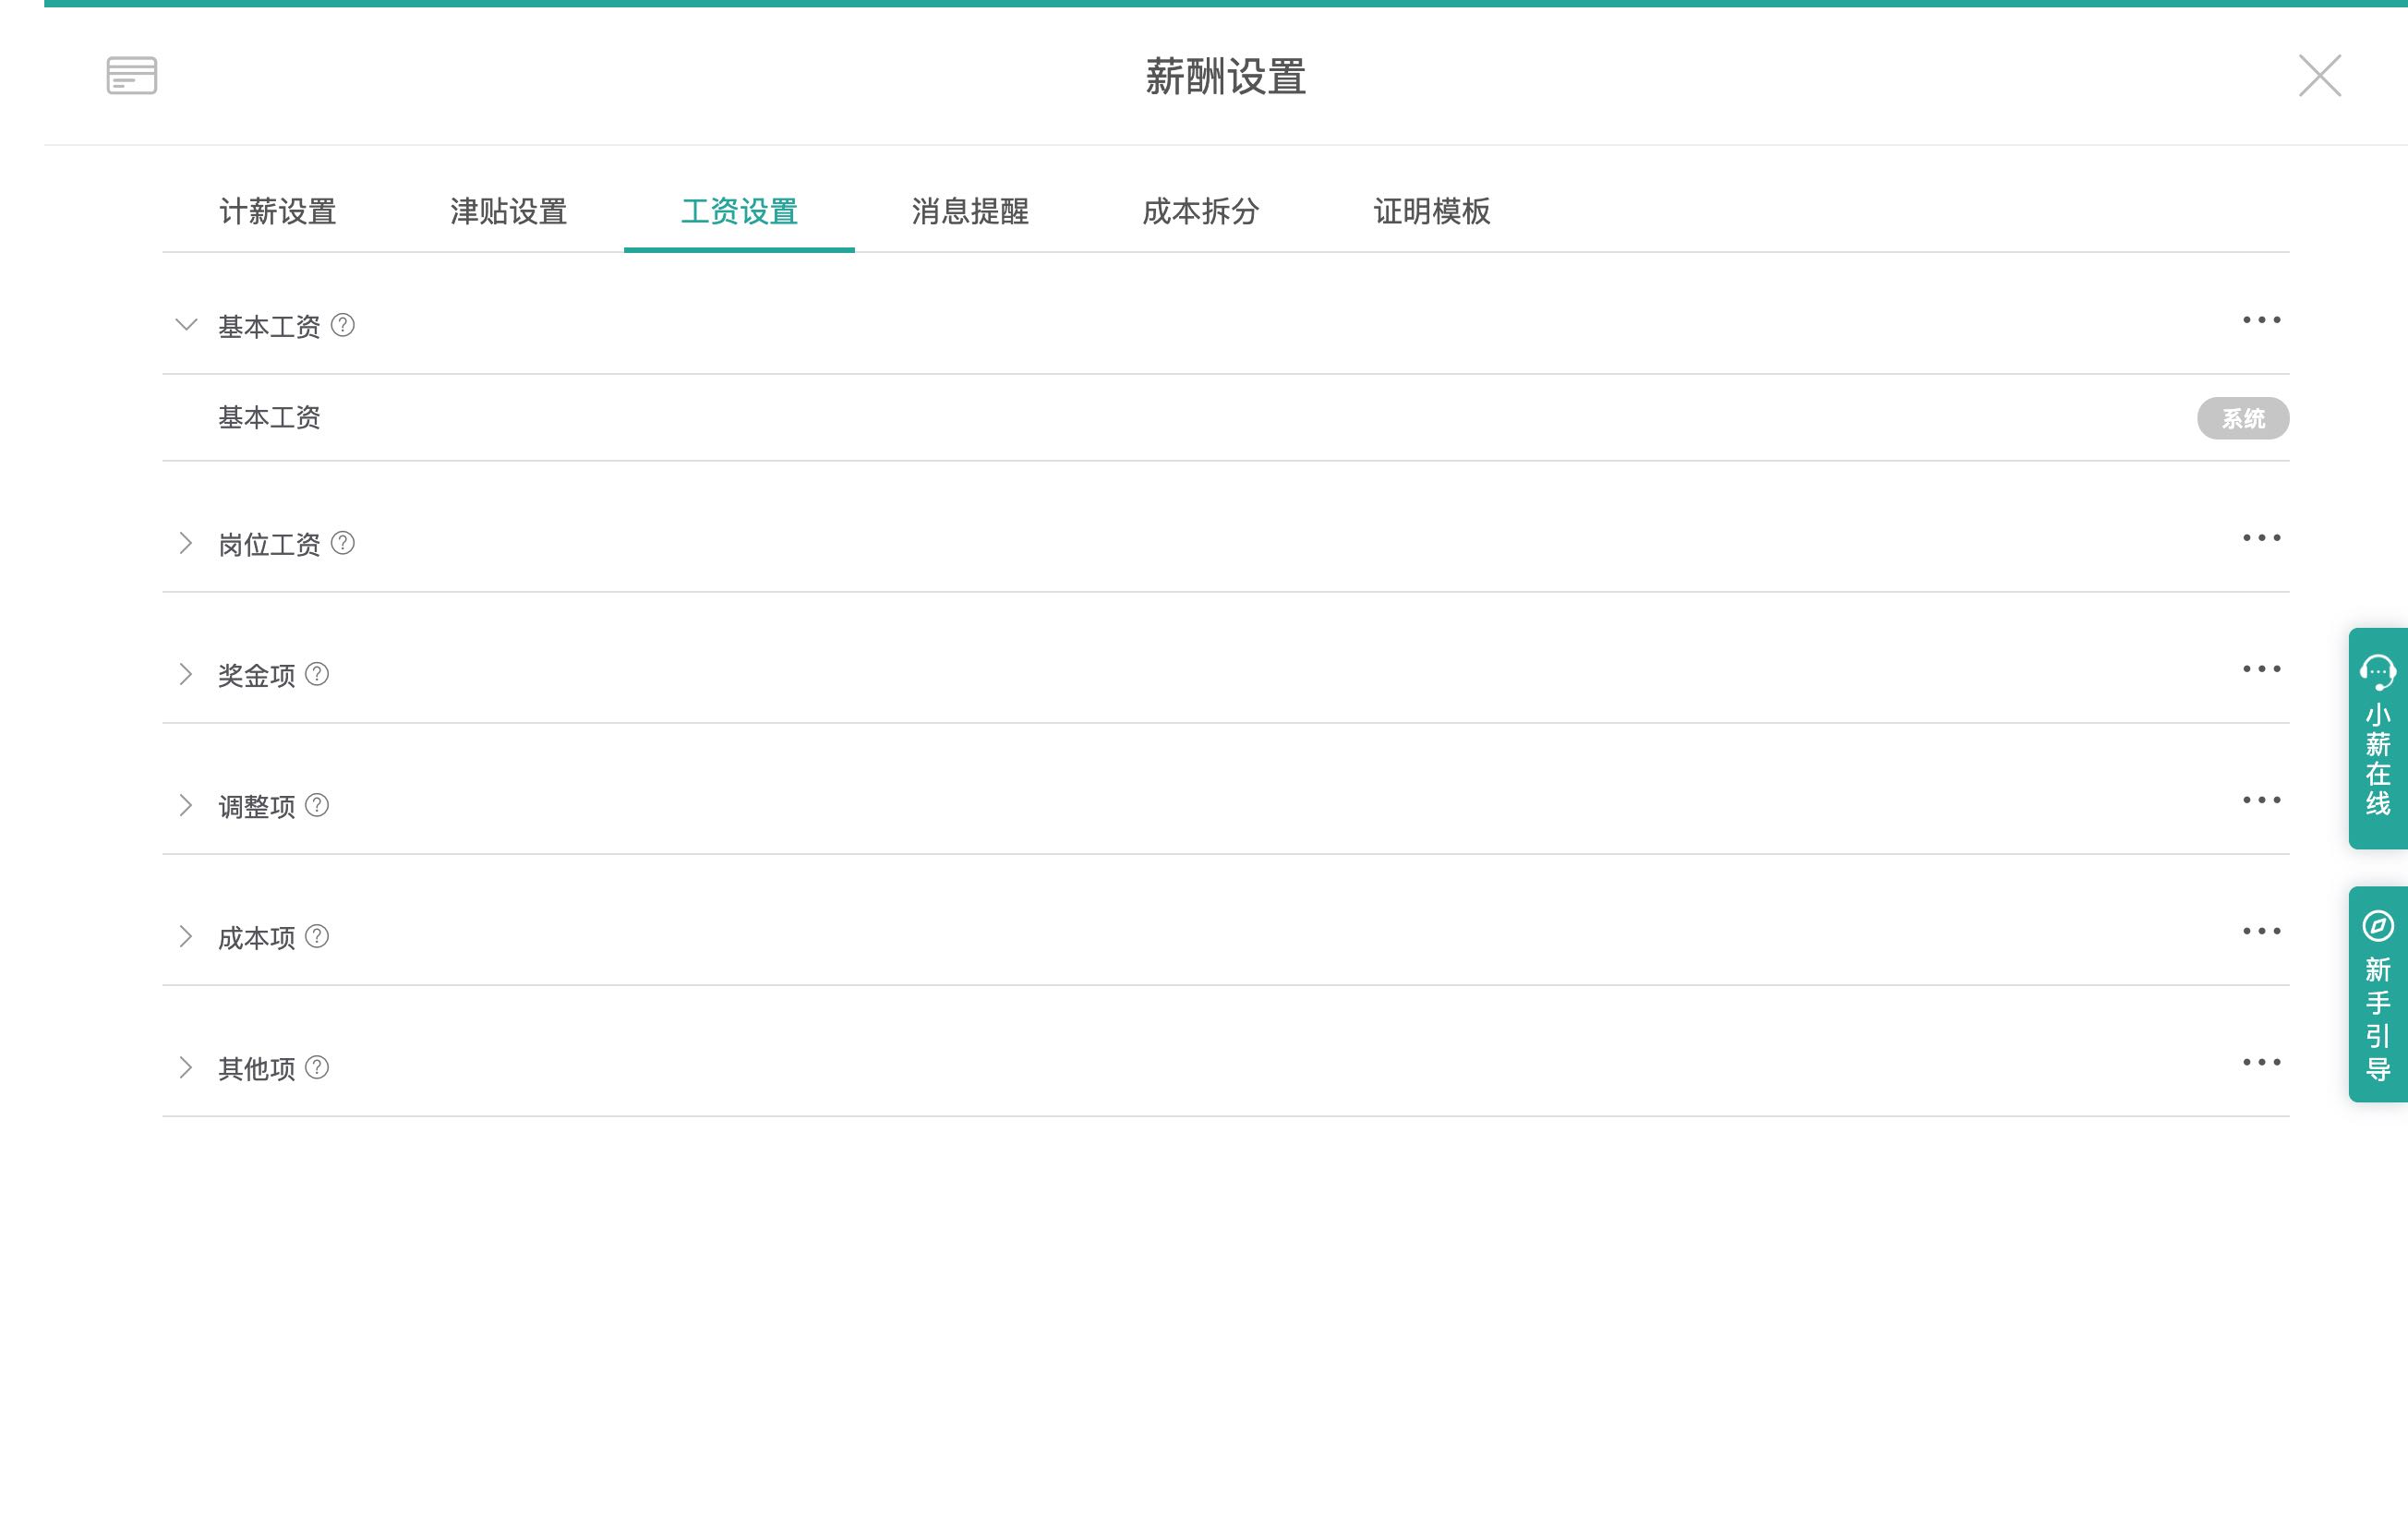 薪酬设置
计薪设置 津贴设置 工资设置 消息提醒 成本拆分 证明模板
基本工资 ?
基本工资 系统
岗位工资 ?
奖金项 ?
调整项 ?
成本项 ?
其他项 ?
小薪在线
新手引导